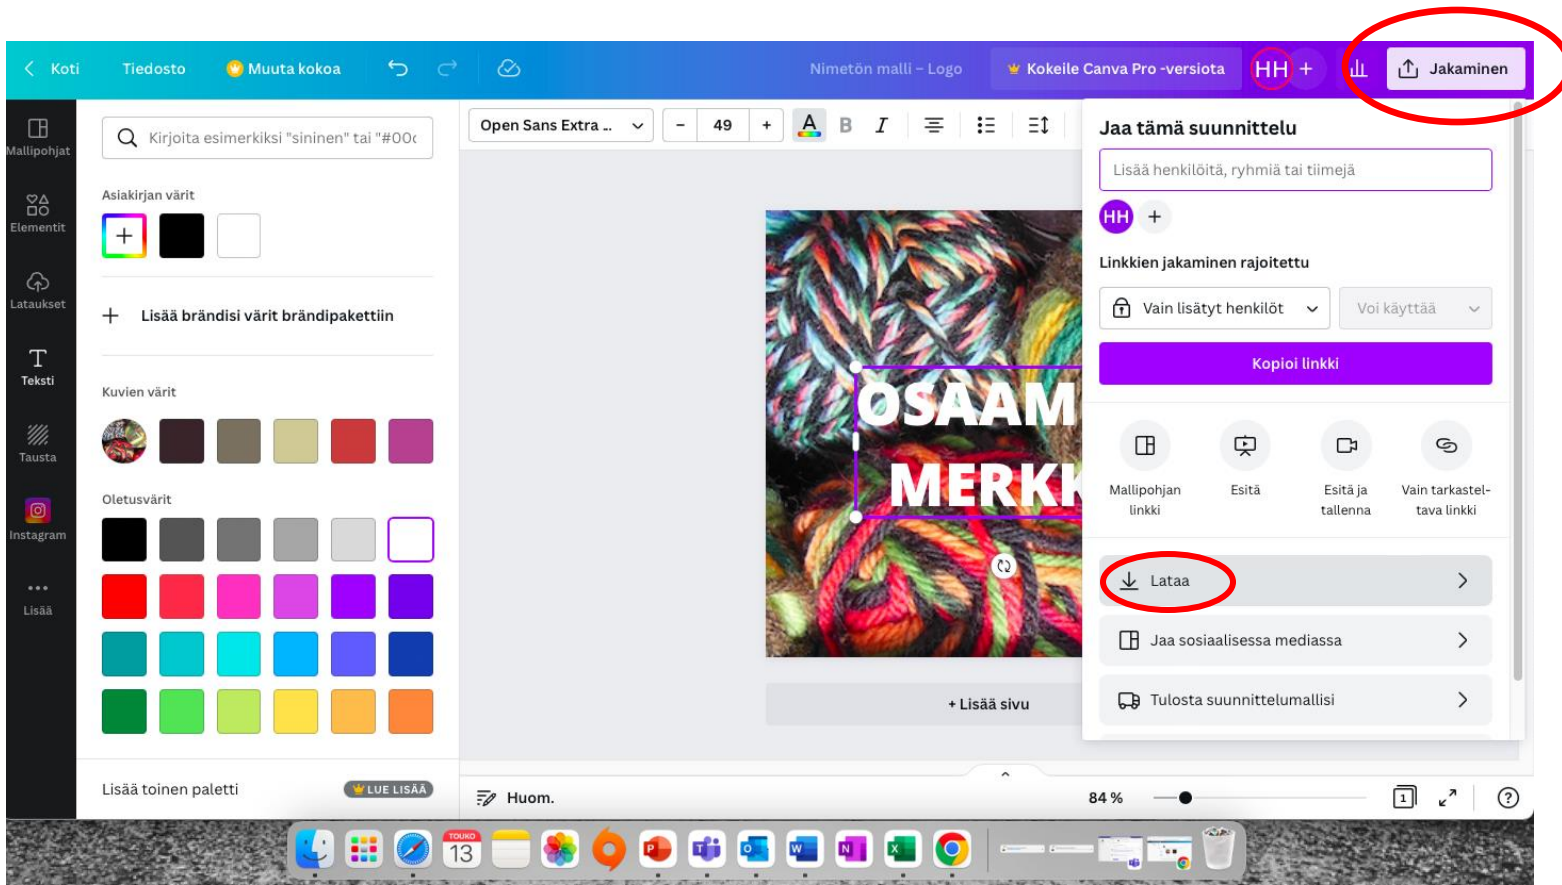 Koti
Tiedosto
Muuta kokoa
Nimetön malli – Logo
Kokeile Canva Pro -versiota
HH
+
Jakaminen
Mallipohjat
Elementit
Lataukset
Teksti
Tausta
Instagram
Lisää
Kirjoita esimerkiksi "sininen" tai "#00c
Asiakirjan värit
+
Lisää brändisi värit brändipakettiin
Kuvien värit
Oletusvärit
Lisää toinen paletti
LUE LISÄÄ
Open Sans Extra ...
– 49 +
A B I
OSAAM
MERKK
+ Lisää sivu
Huom.
84 %
1
?
Jaa tämä suunnittelu
Lisää henkilöitä, ryhmiä tai tiimejä
HH +
Linkkien jakaminen rajoitettu
Vain lisätyt henkilöt
Voi käyttää
Kopioi linkki
Mallipohjan
linkki
Esitä
Esitä ja
tallenna
Vain tarkastel-
tava linkki
Lataa
Jaa sosiaalisessa mediassa
Tulosta suunnittelumallisi
TOUKO
13
P
T
O
W
N
X